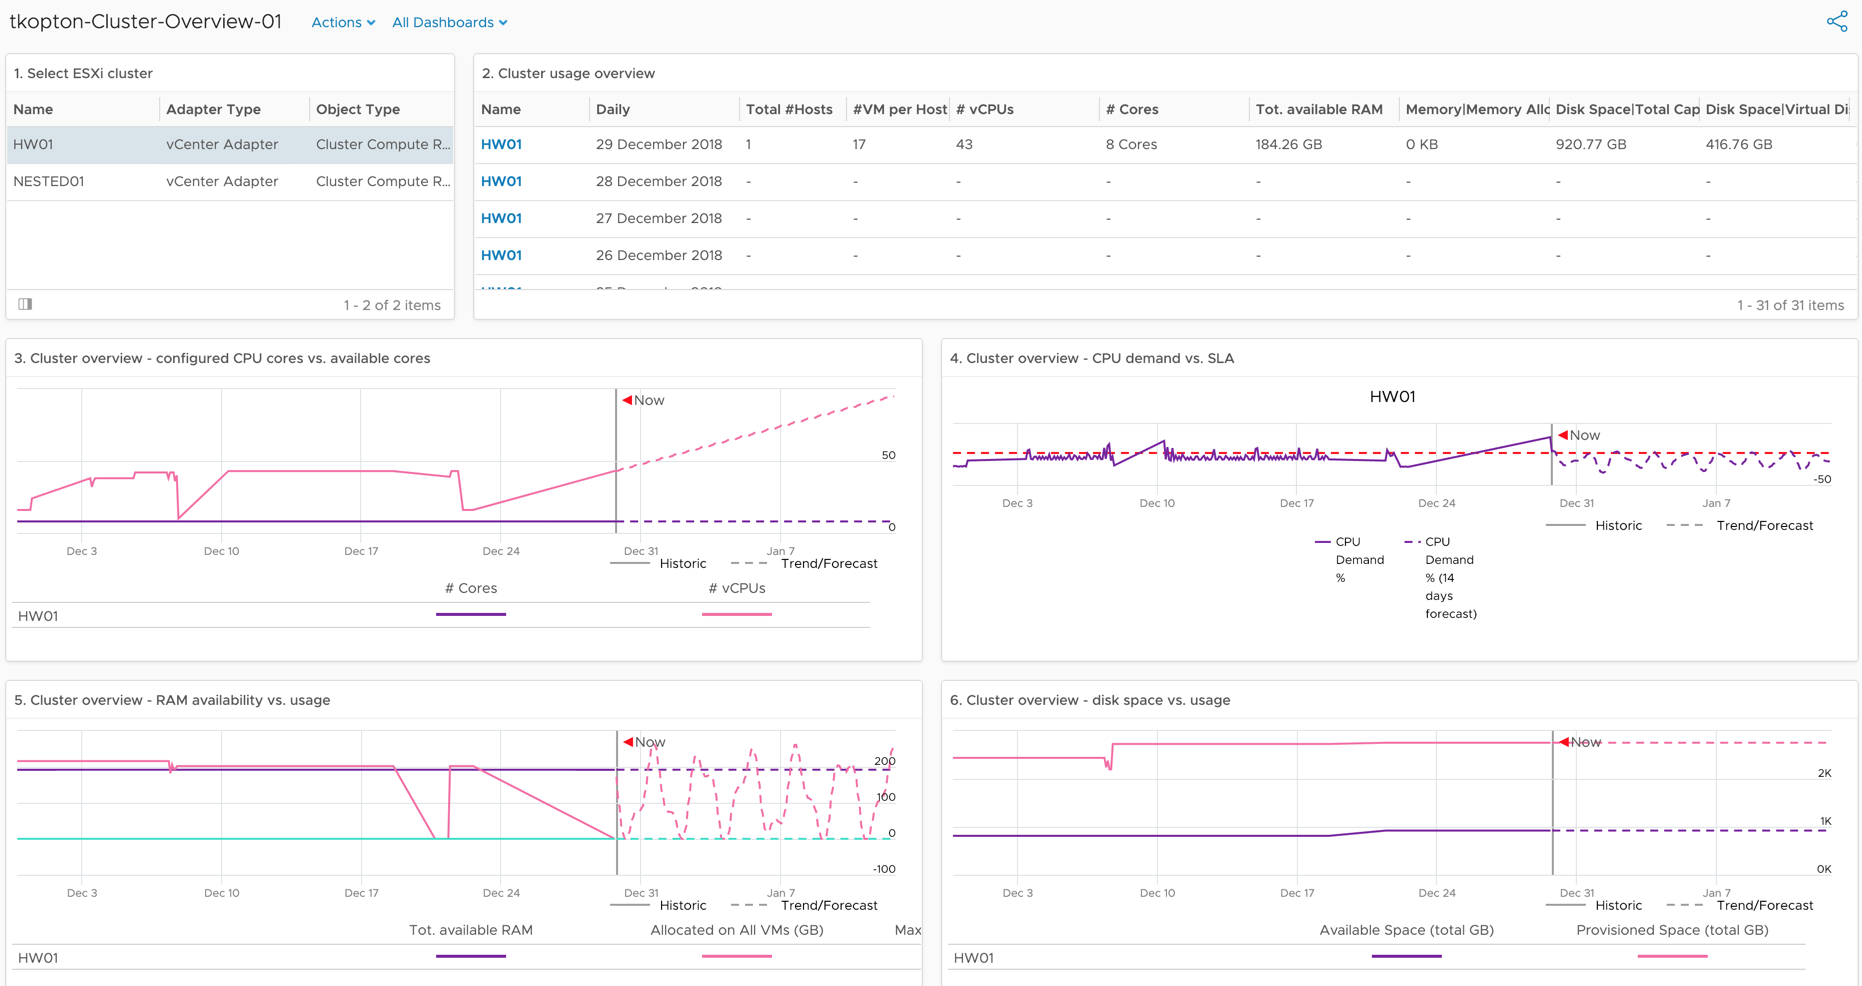 tkopton-Cluster-Overview-01 Actions All Dashboards
1. Select ESXi cluster
Name Adapter Type Object Type
HW01 vCenter Adapter Cluster Compute R...
NESTED01 vCenter Adapter Cluster Compute R...
1 - 2 of 2 items
2. Cluster usage overview
Name Daily Total #Hosts #VM per Host # vCPUs # Cores Tot. available RAM Memory|Memory Allc Disk Space|Total Cap Disk Space|Virtual Di
HW01 29 December 2018 1 17 43 8 Cores 184.26 GB 0 KB 920.77 GB 416.76 GB
HW01 28 December 2018 - - - - - - - -
HW01 27 December 2018 - - - - - - - -
HW01 26 December 2018 - - - - - - - -
1 - 31 of 31 items
3. Cluster overview - configured CPU cores vs. available cores
Now
50
0
Dec 3 Dec 10 Dec 17 Dec 24 Dec 31 Jan 7
Historic Trend/Forecast
# Cores # vCPUs
HW01
4. Cluster overview - CPU demand vs. SLA
HW01
Now
-50
Dec 3 Dec 10 Dec 17 Dec 24 Dec 31 Jan 7
Historic Trend/Forecast
CPU
Demand
%
CPU
Demand
% (14
days
forecast)
5. Cluster overview - RAM availability vs. usage
Now
200
100
0
-100
Dec 3 Dec 10 Dec 17 Dec 24 Dec 31 Jan 7
Historic Trend/Forecast
Tot. available RAM Allocated on All VMs (GB) Max
HW01
6. Cluster overview - disk space vs. usage
Now
2K
1K
0K
Dec 3 Dec 10 Dec 17 Dec 24 Dec 31 Jan 7
Historic Trend/Forecast
Available Space (total GB) Provisioned Space (total GB)
HW01